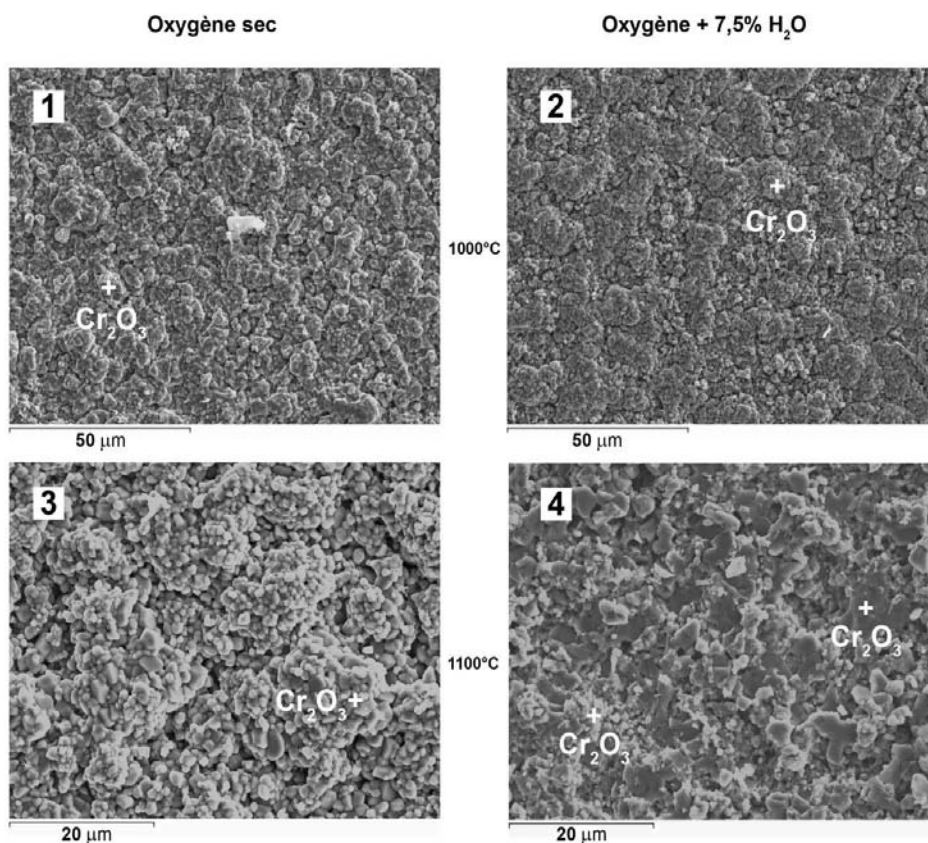 Oxygène sec
Oxygène + 7,5% H₂O
1
2
+
Cr₂O₃
+
Cr₂O₃
1000°C
50 μm
50 μm
3
4
Cr₂O₃+
+
Cr₂O₃
+
Cr₂O₃
1100°C
20 μm
20 μm